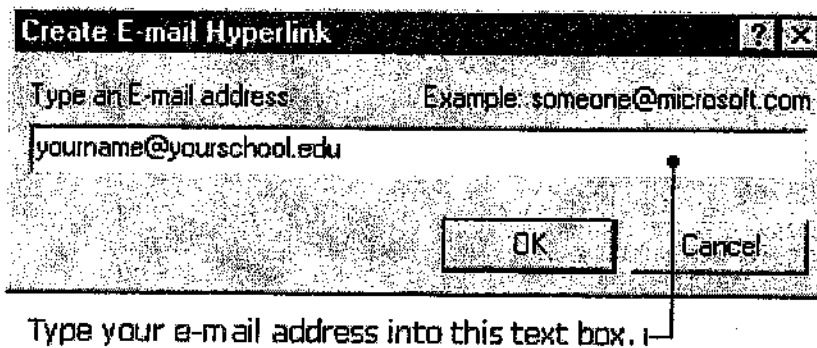 Create E-mail Hyperlink ? X
Type an E-mail address: Example: someone@microsoft.com
yourname@yourschool.edu
OK Cancel
Type your e-mail address into this text box.